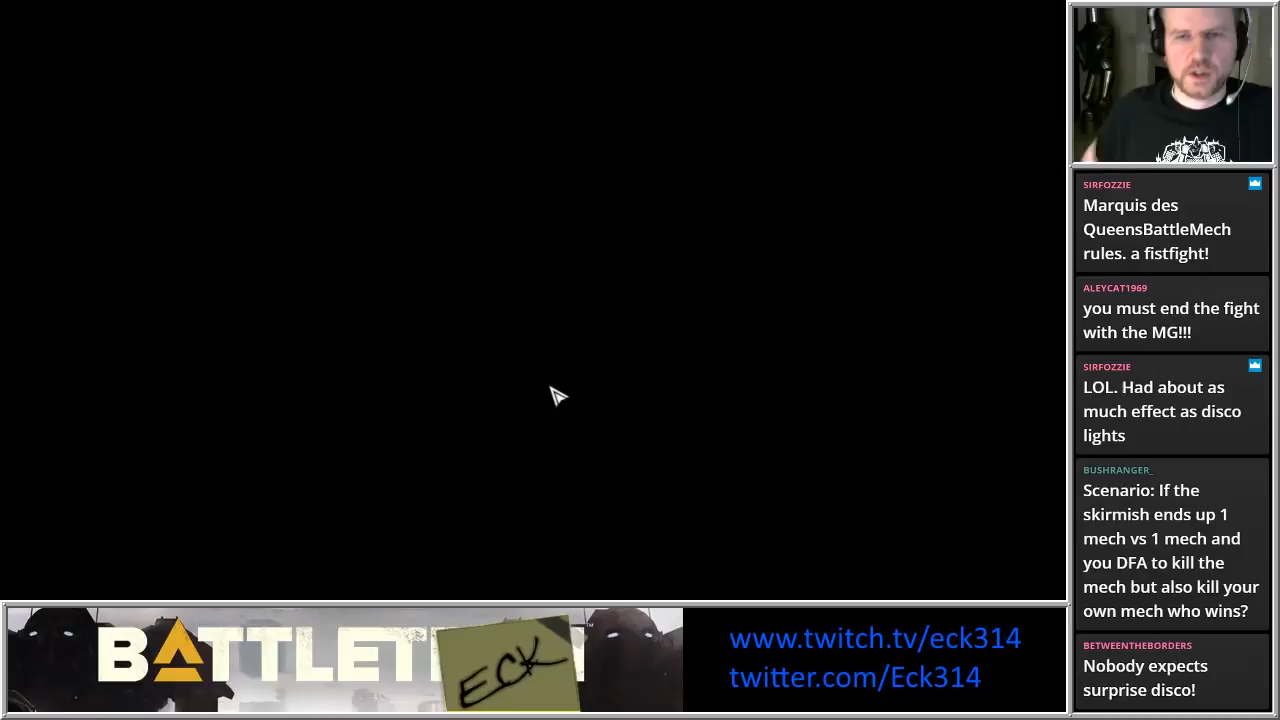 SIRFOZZIE
Marquis des
QueensBattleMech
rules. a fistfight!
ALEYCAT1969
you must end the fight
with the MG!!!
SIRFOZZIE
LOL. Had about as
much effect as disco
lights
BUSHRANGER_
Scenario: If the
skirmish ends up 1
mech vs 1 mech and
you DFA to kill the
mech but also kill your
own mech who wins?
BETWEENTHEBORDERS
Nobody expects
surprise disco!
BATTLETECH
ECK
www.twitch.tv/eck314
twitter.com/Eck314